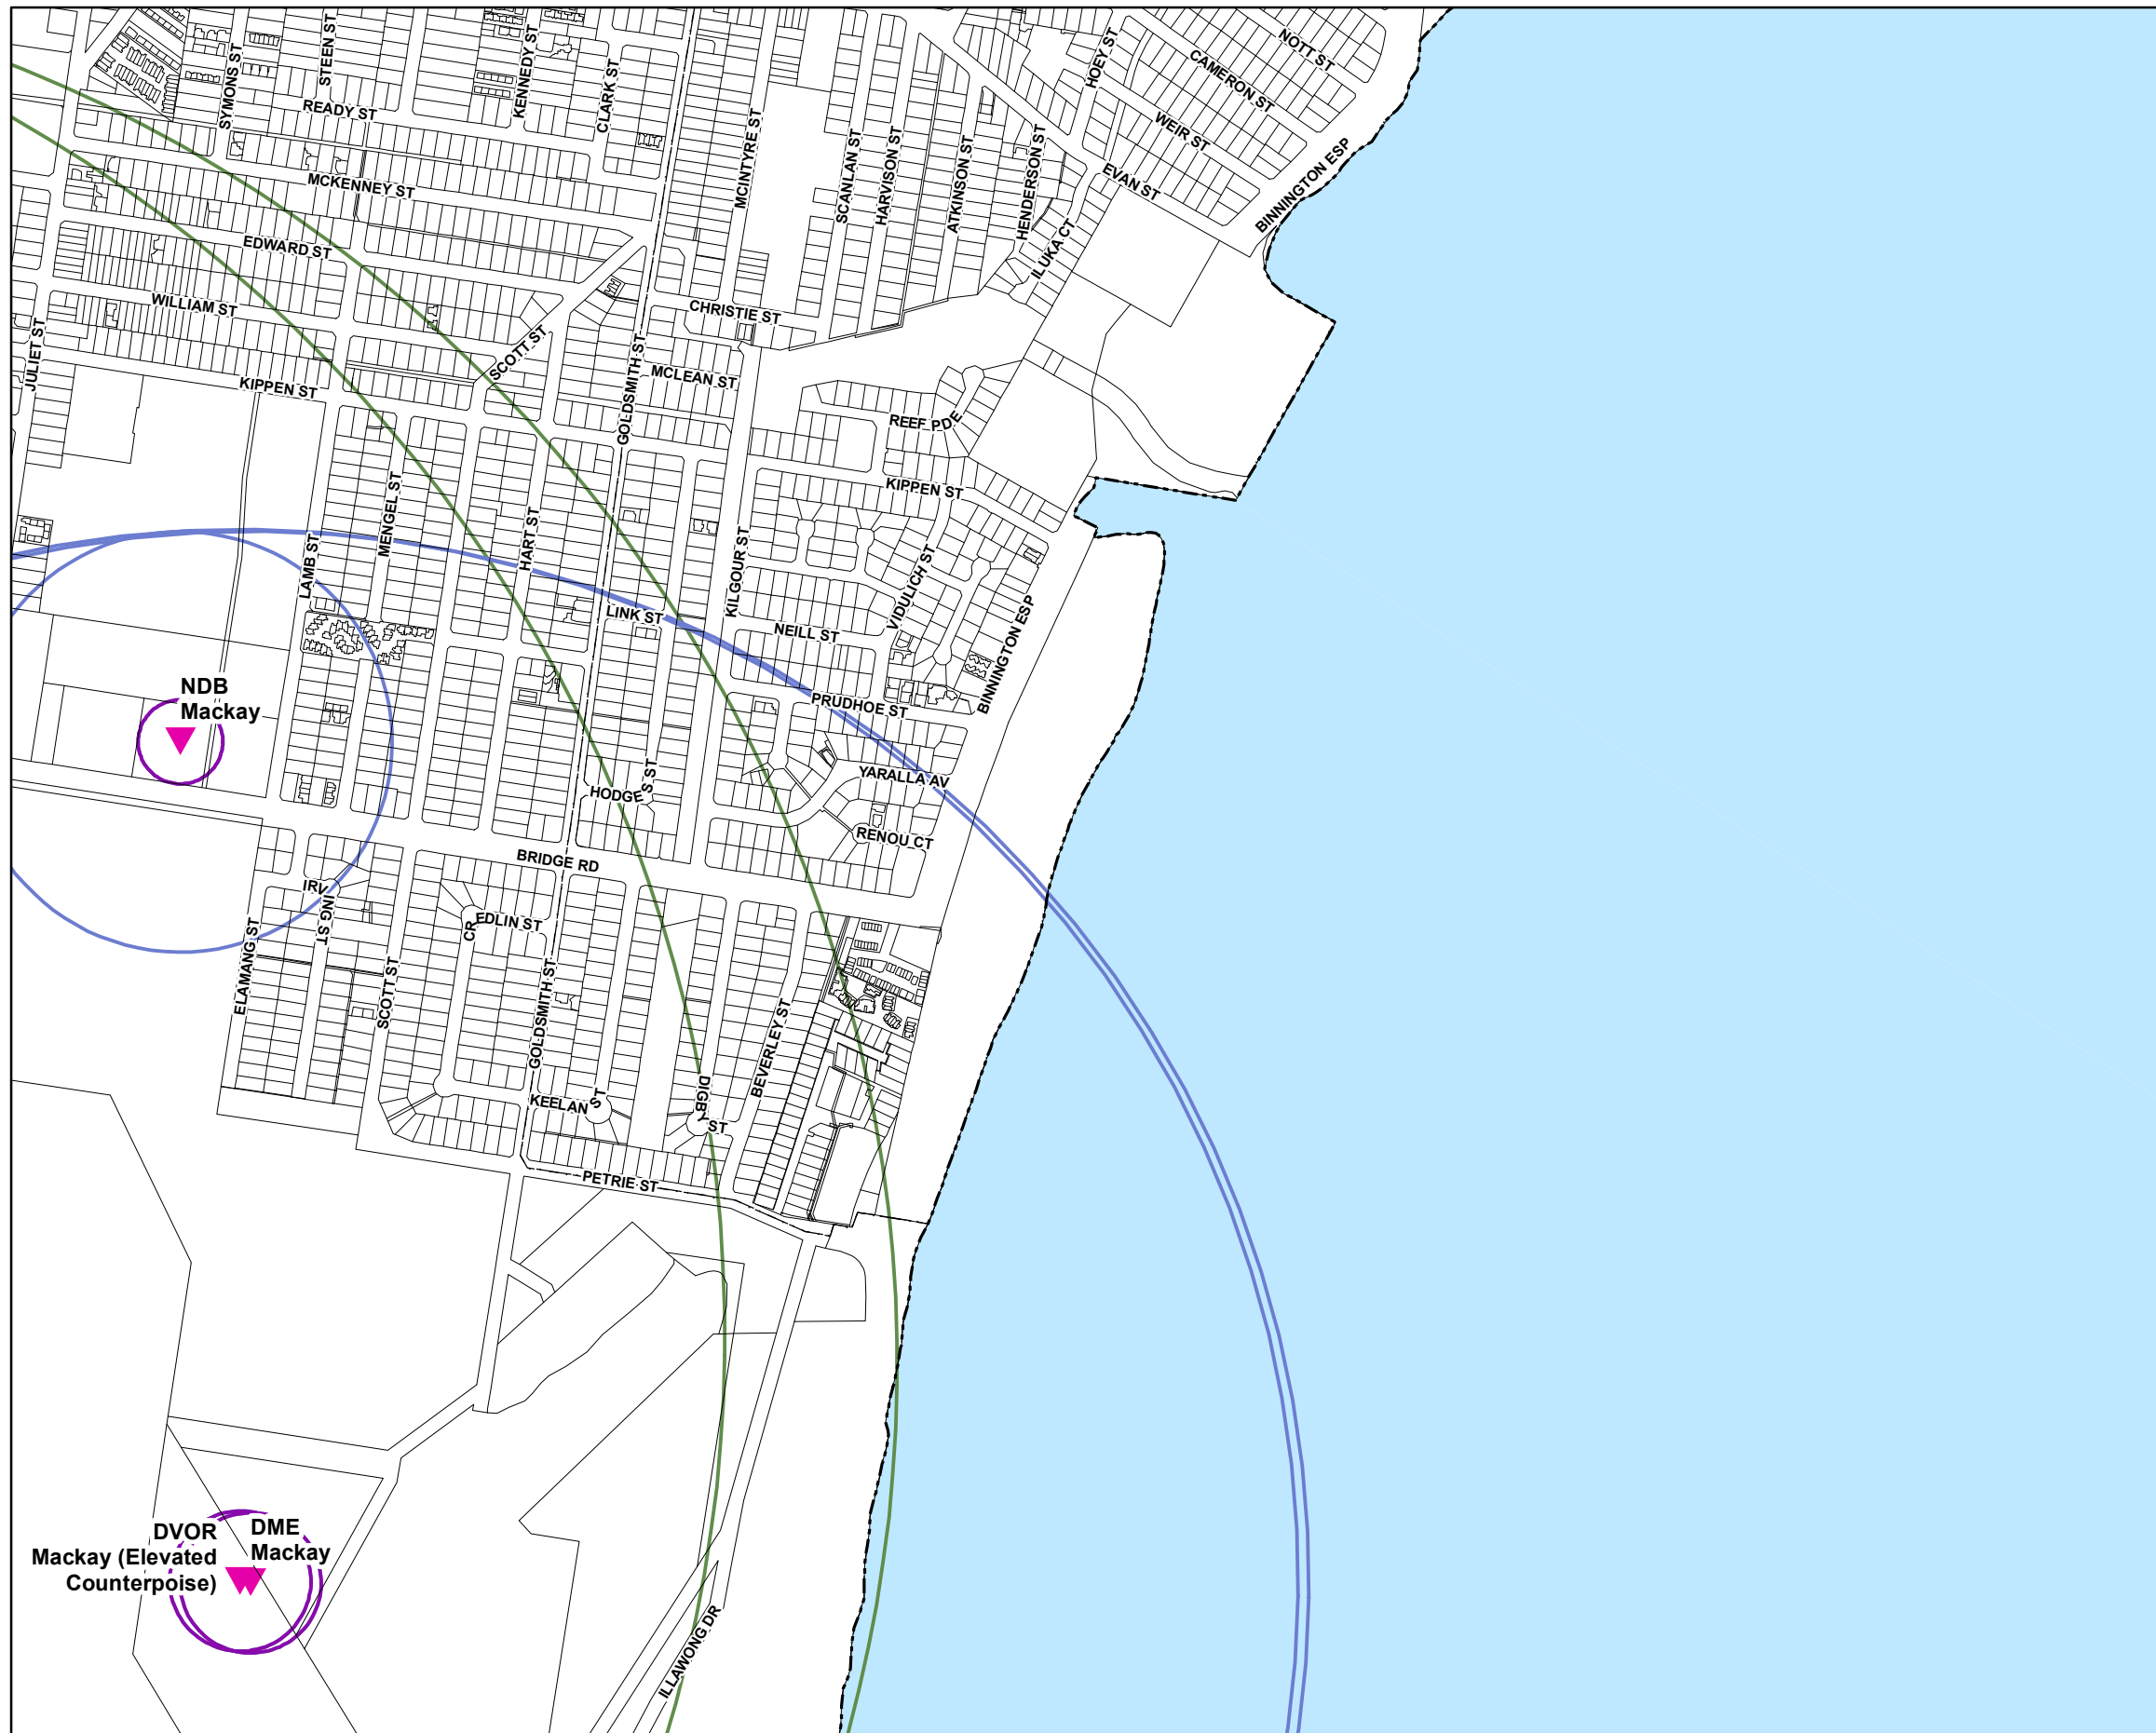 NOTT ST
STEEN ST
KENNEDY ST
SYMONS ST
CLARK ST
HOEY ST
CAMERON ST
READY ST
WEIR ST
MCINTYRE ST
SCANLAN ST
HARVISON ST
ATKINSON ST
HENDERSON ST
EVAN ST
BINNINGTON ESP
MCKENNEY ST
EDWARD ST
ILUKA CT
WILLIAM ST
CHRISTIE ST
JULIET ST
SCOTT ST
GOLDSMITH ST
MCLEAN ST
KIPPEN ST
REEF PDE
KIPPEN ST
MENGEL ST
HART ST
LAMB ST
KILGOUR ST
VIDULICH ST
LINK ST
NEILL ST
BINNINGTON ESP
NDB
Mackay
PRUDHOE ST
YARALLA AV
HODGES ST
RENOU CT
BRIDGE RD
IRVING ST
EDLIN ST
CR
ELAMANG ST
SCOTT ST
GOLDSMITH ST
BEVERLEY ST
KEELAN ST
DIGBY ST
PETRIE ST
DVOR
Mackay (Elevated
Counterpoise)
DME
Mackay
ILLAWONG DR